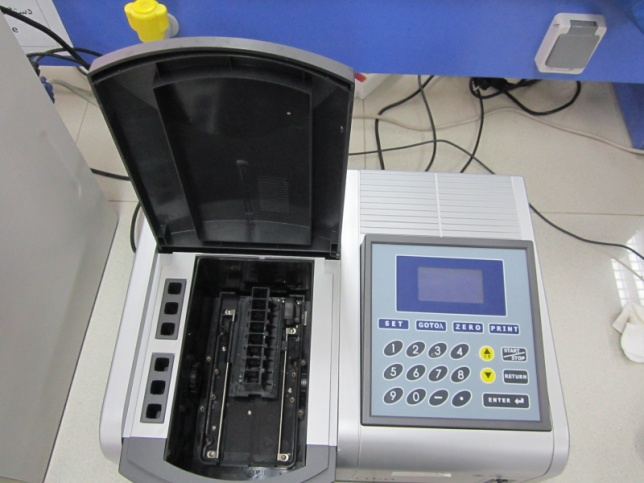 SET GOTOλ ZERO PRINT
1 2 3 4 START/STOP
5 6 7 8 RETURN
9 0 – • ENTER